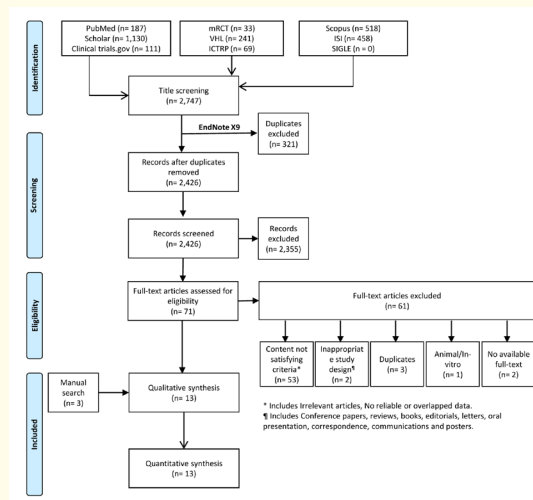 PubMed (n= 187)
Scholar (n= 1,130)
Clinical trials.gov (n= 111)
mRCT (n= 33)
VHL (n= 241)
ICTRP (n= 69)
Scopus (n= 518)
ISI (n= 458)
SIGLE (n = 0)
Identification
Title screening
(n= 2,747)
EndNote X9
Duplicates
excluded
(n= 321)
Screening
Records after duplicates
removed
(n= 2,426)
Records screened
(n= 2,426)
Records
excluded
(n= 2,355)
Eligibility
Full-text articles assessed for
eligibility
(n= 71)
Full-text articles excluded
(n= 61)
Content not
satisfying
criteria*
(n= 53)
Inappropriat
e study
design¶
(n= 2)
Duplicates
(n= 3)
Animal/In-
vitro
(n= 1)
No available
full-text
(n= 2)
Included
Manual
search
(n= 3)
Qualitative synthesis
(n= 13)
Quantitative synthesis
(n= 13)
* Includes Irrelevant articles, No reliable or overlapped data.
¶ Includes Conference papers, reviews, books, editorials, letters, oral
presentation, correspondence, communications and posters.